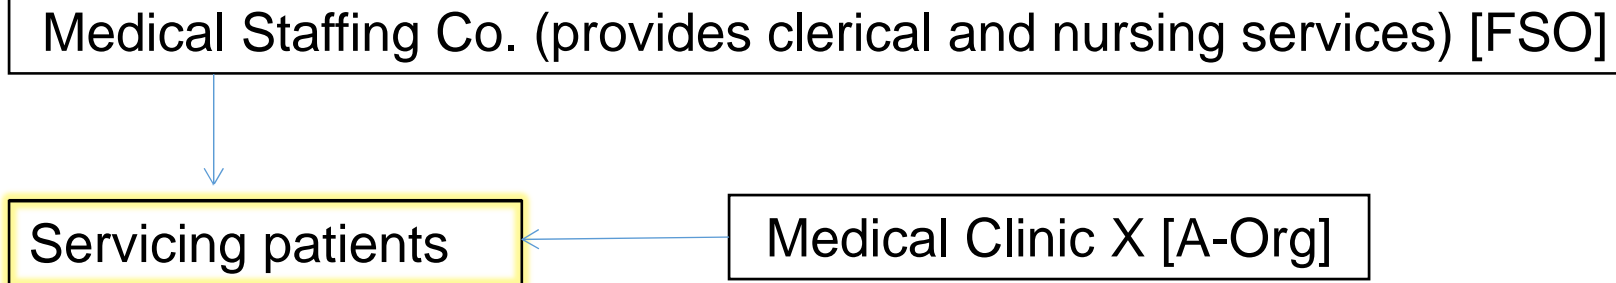 Medical Staffing Co. (provides clerical and nursing services) [FSO]
Servicing patients
Medical Clinic X [A-Org]